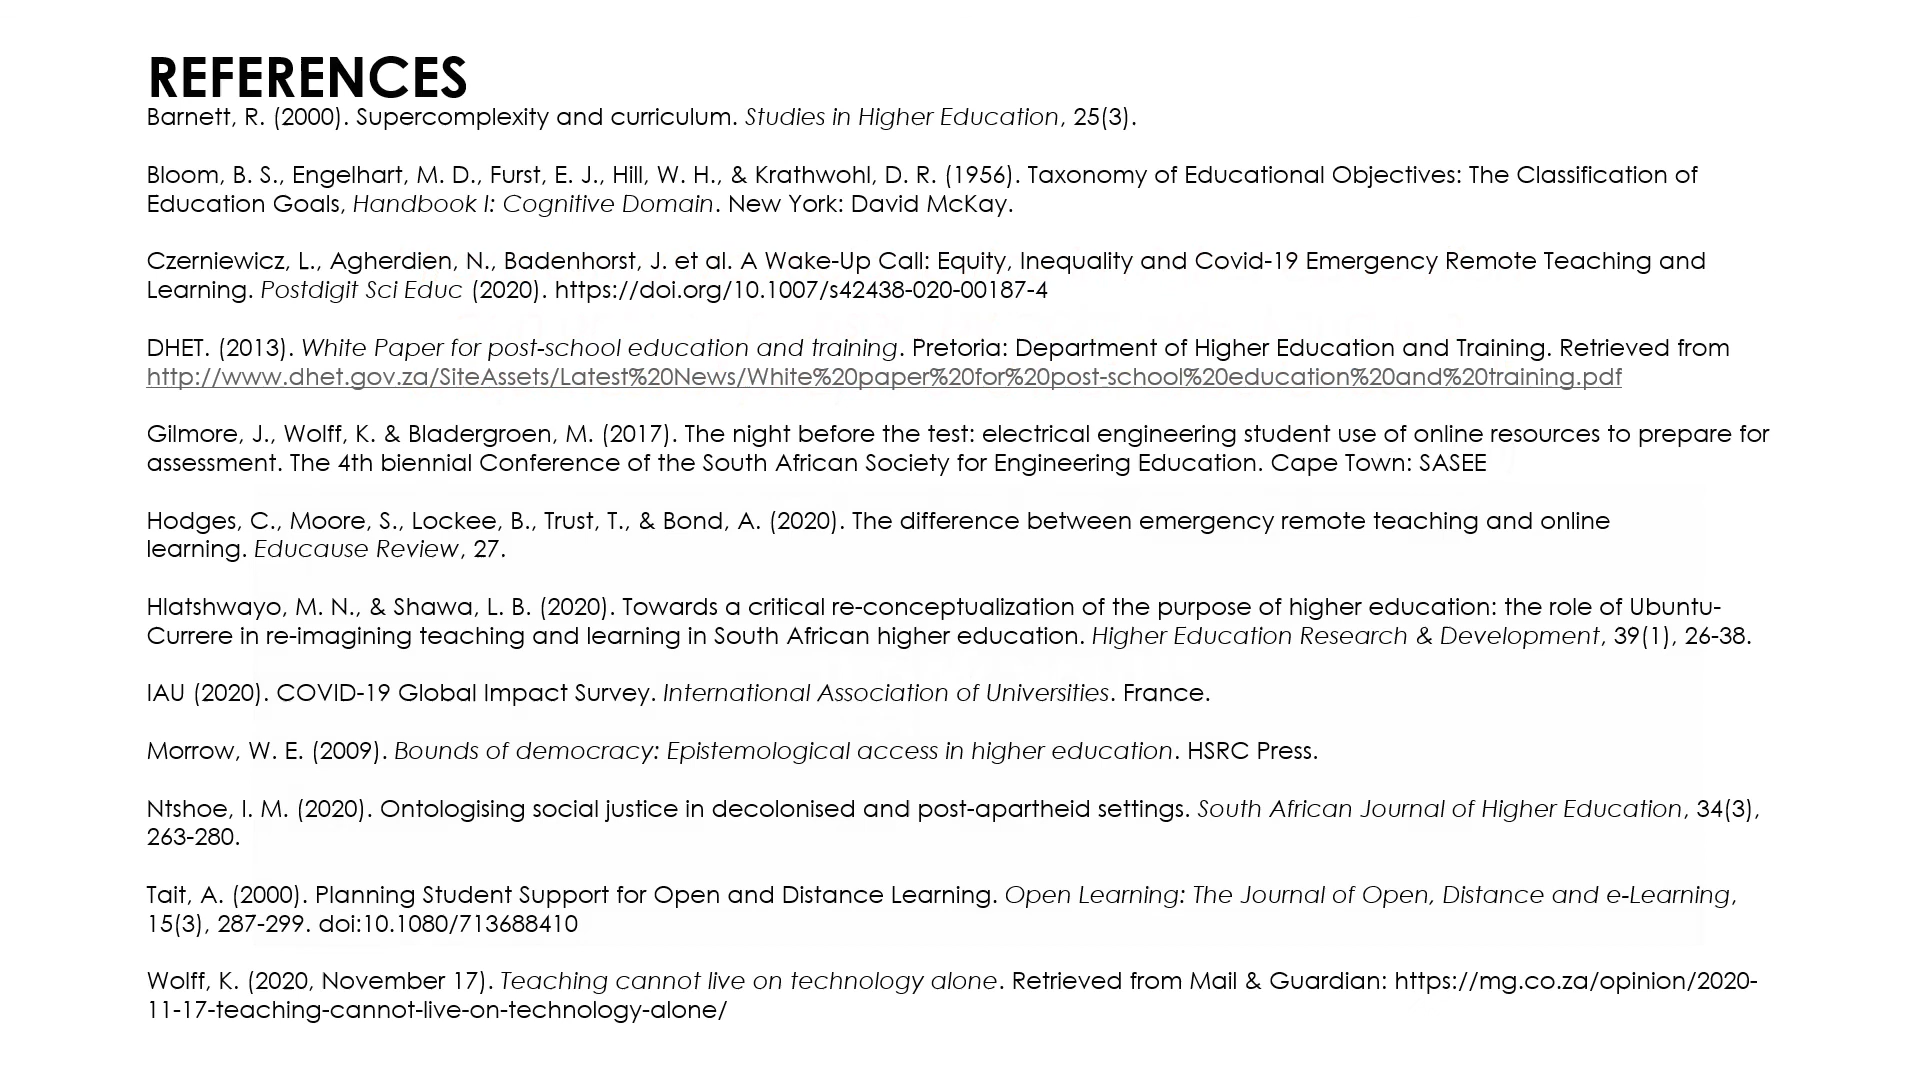 REFERENCES
Barnett, R. (2000). Supercomplexity and curriculum. Studies in Higher Education, 25(3).
Bloom, B. S., Engelhart, M. D., Furst, E. J., Hill, W. H., & Krathwohl, D. R. (1956). Taxonomy of Educational Objectives: The Classification of
Education Goals, Handbook I: Cognitive Domain. New York: David McKay.
Czerniewicz, L., Agherdien, N., Badenhorst, J. et al. A Wake-Up Call: Equity, Inequality and Covid-19 Emergency Remote Teaching and
Learning. Postdigit Sci Educ (2020). https://doi.org/10.1007/s42438-020-00187-4
DHET. (2013). White Paper for post-school education and training. Pretoria: Department of Higher Education and Training. Retrieved from
http://www.dhet.gov.za/SiteAssets/Latest%20News/White%20paper%20for%20post-school%20education%20and%20training.pdf
Gilmore, J., Wolff, K. & Bladergroen, M. (2017). The night before the test: electrical engineering student use of online resources to prepare for
assessment. The 4th biennial Conference of the South African Society for Engineering Education. Cape Town: SASEE
Hodges, C., Moore, S., Lockee, B., Trust, T., & Bond, A. (2020). The difference between emergency remote teaching and online
learning. Educause Review, 27.
Hlatshwayo, M. N., & Shawa, L. B. (2020). Towards a critical re-conceptualization of the purpose of higher education: the role of Ubuntu-
Currere in re-imagining teaching and learning in South African higher education. Higher Education Research & Development, 39(1), 26-38.
IAU (2020). COVID-19 Global Impact Survey. International Association of Universities. France.
Morrow, W. E. (2009). Bounds of democracy: Epistemological access in higher education. HSRC Press.
Ntshoe, I. M. (2020). Ontologising social justice in decolonised and post-apartheid settings. South African Journal of Higher Education, 34(3),
263-280.
Tait, A. (2000). Planning Student Support for Open and Distance Learning. Open Learning: The Journal of Open, Distance and e-Learning,
15(3), 287-299. doi:10.1080/713688410
Wolff, K. (2020, November 17). Teaching cannot live on technology alone. Retrieved from Mail & Guardian: https://mg.co.za/opinion/2020-
11-17-teaching-cannot-live-on-technology-alone/